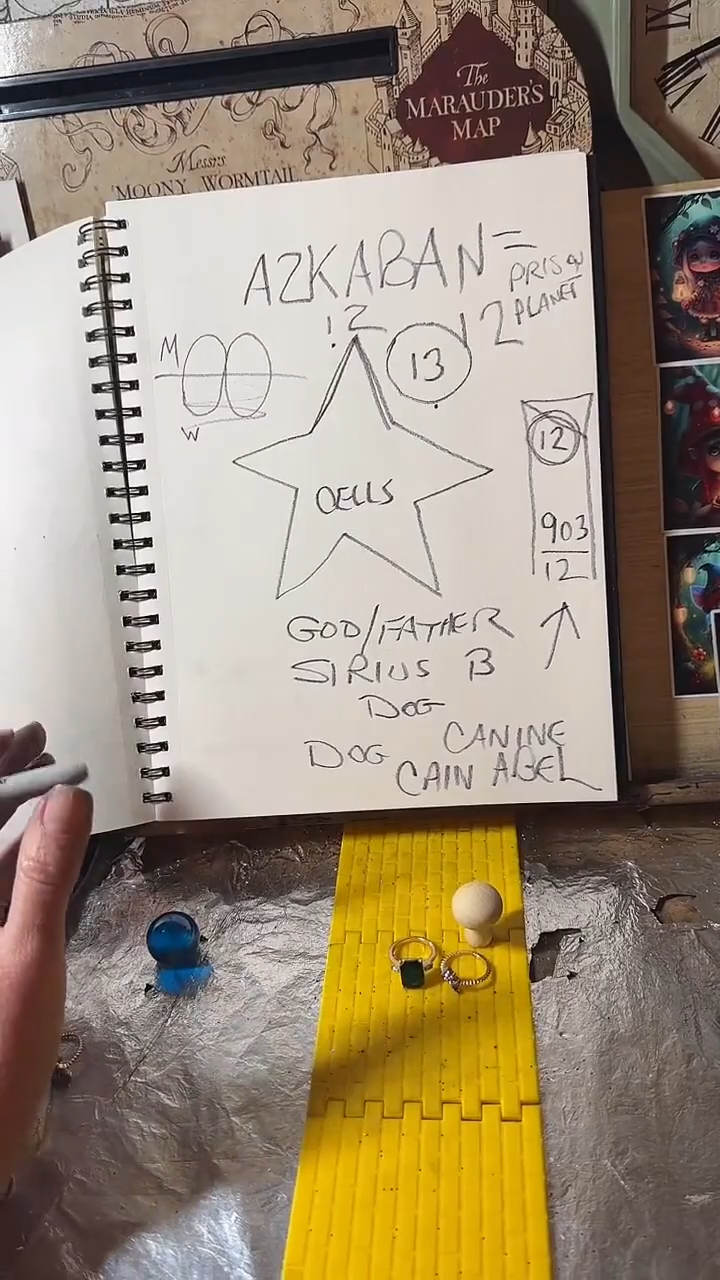 The
MARAUDER'S
MAP
Messrs
MOONY, WORMTAIL
AZKABAN =
PRISON
PLANET
12
13
12
M
W
12
CELLS
903
12
GOD/FATHER
SIRIUS B
DOG
CANINE
DOG
CAIN ABEL